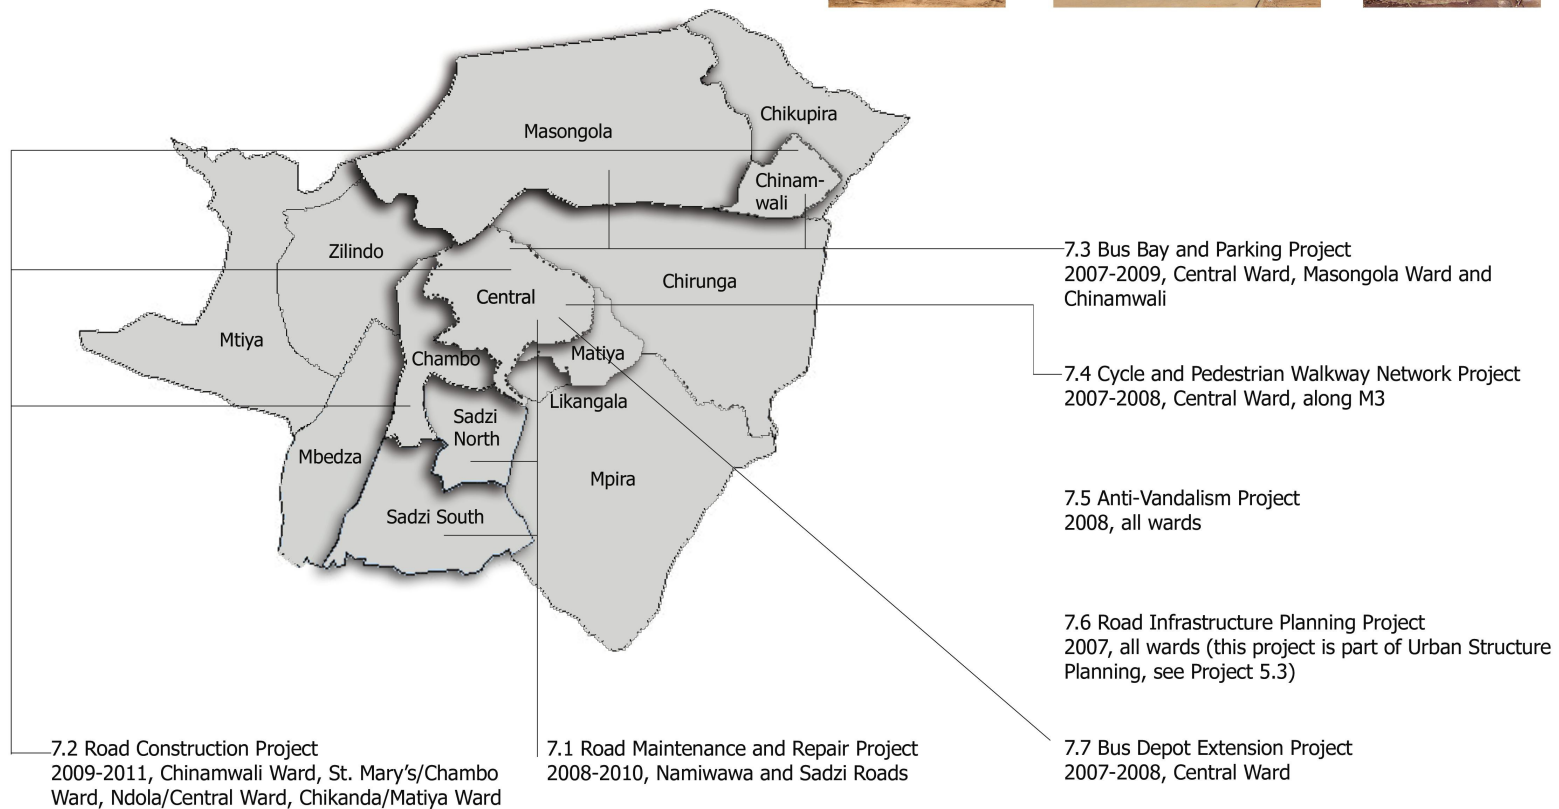 Chikupira
Masongola
Chinam-
wali
Zilindo
Chirunga
Central
Mtiya
Chambo
Matiya
Likangala
Sadzi
North
Mbedza
Mpira
Sadzi South
7.3 Bus Bay and Parking Project
2007-2009, Central Ward, Masongola Ward and
Chinamwali
7.4 Cycle and Pedestrian Walkway Network Project
2007-2008, Central Ward, along M3
7.5 Anti-Vandalism Project
2008, all wards
7.6 Road Infrastructure Planning Project
2007, all wards (this project is part of Urban Structure
Planning, see Project 5.3)
7.2 Road Construction Project
2009-2011, Chinamwali Ward, St. Mary's/Chambo
Ward, Ndola/Central Ward, Chikanda/Matiya Ward
7.1 Road Maintenance and Repair Project
2008-2010, Namiwawa and Sadzi Roads
7.7 Bus Depot Extension Project
2007-2008, Central Ward